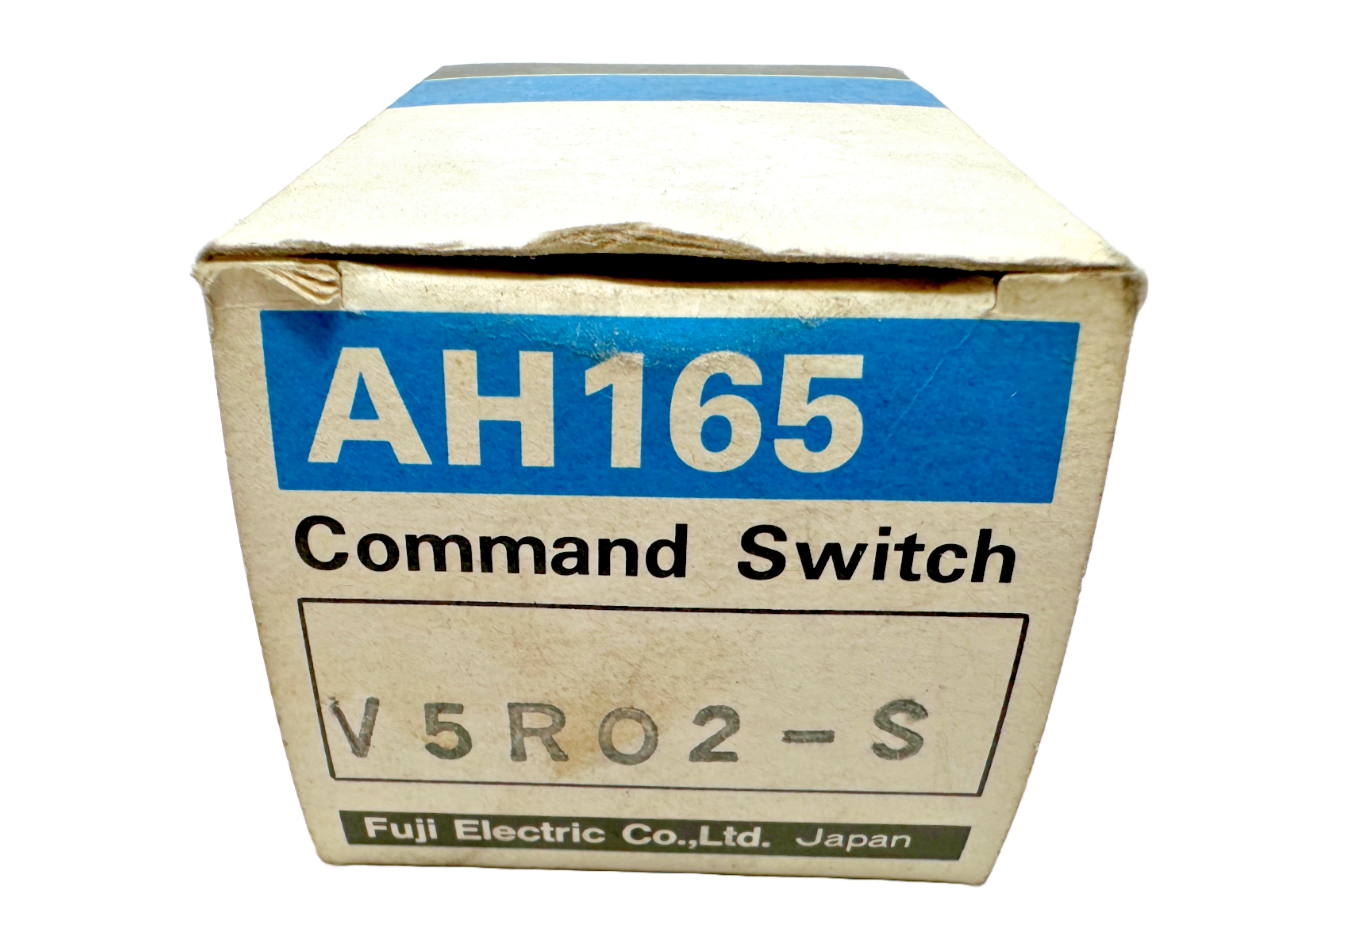 AH165
Command Switch
V5R02-S
Fuji Electric Co.,Ltd. Japan